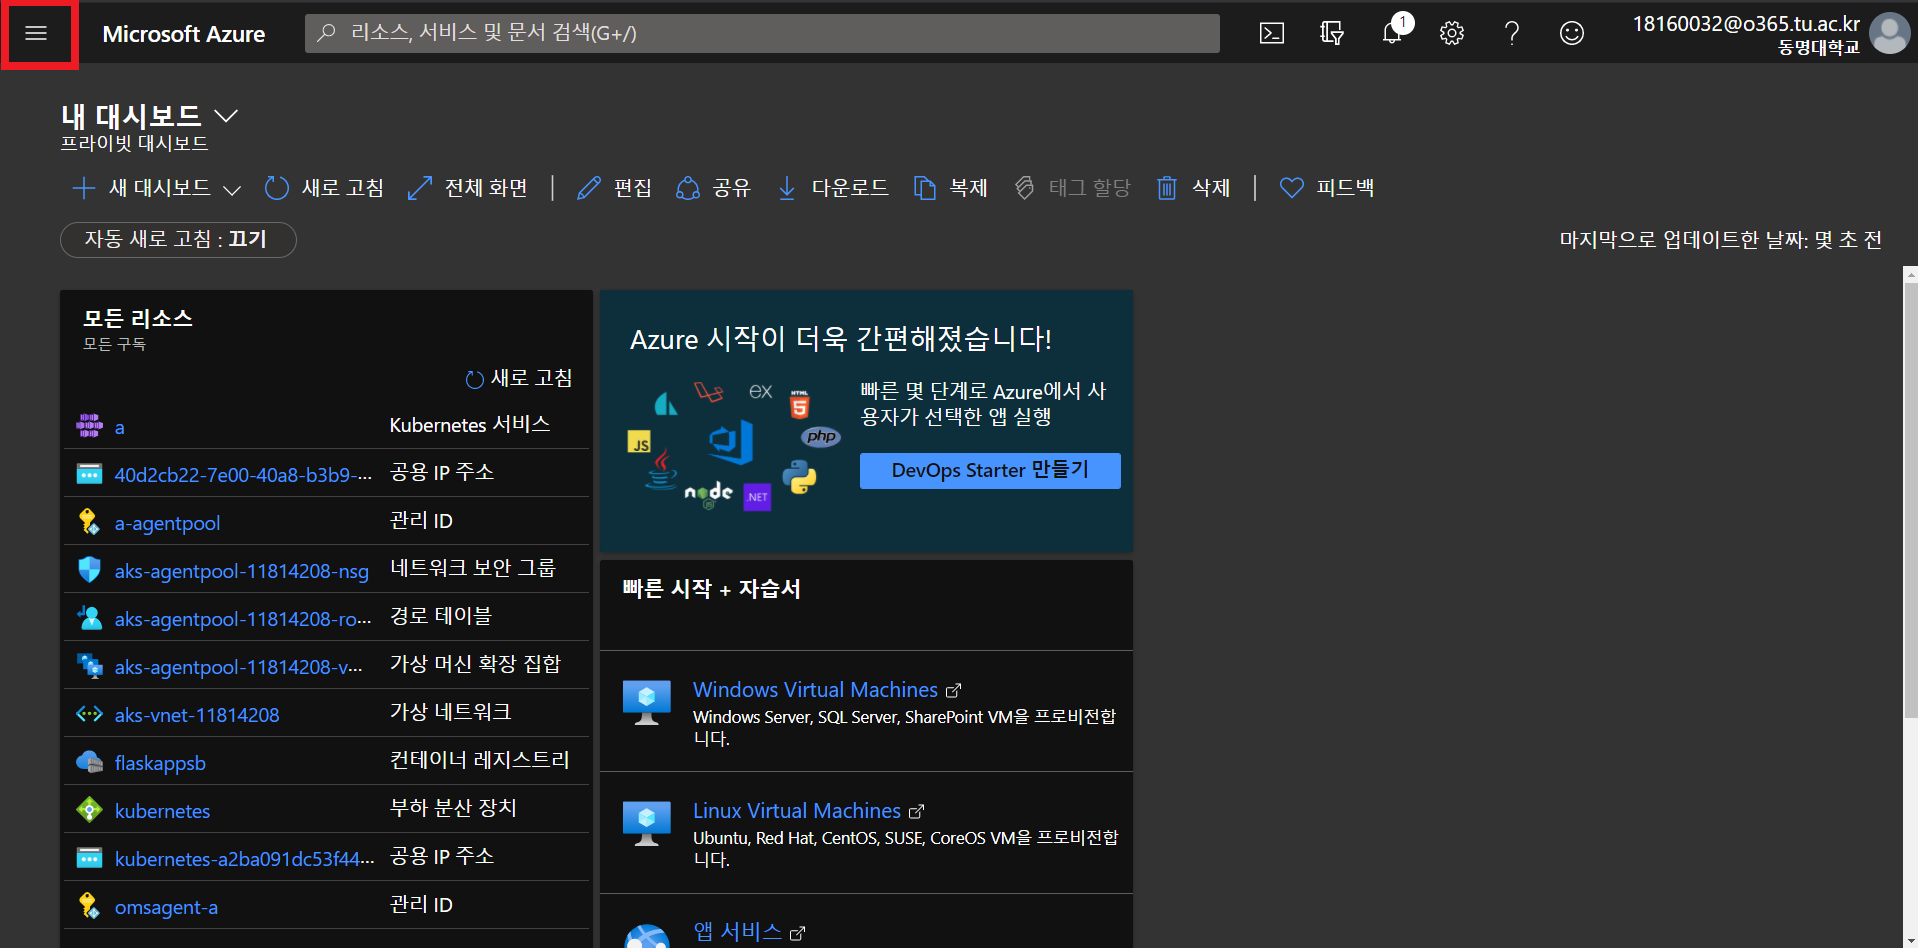 Microsoft Azure
리소스, 서비스 및 문서 검색(G+/)
1
18160032@o365.tu.ac.kr
동명대학교
내 대시보드
프라이빗 대시보드
새 대시보드
새로 고침
전체 화면
편집
공유
다운로드
복제
태그 할당
삭제
피드백
자동 새로 고침 : 끄기
마지막으로 업데이트한 날짜: 몇 초 전
모든 리소스
모든 구독
새로 고침
a Kubernetes 서비스
40d2cb22-7e00-40a8-b3b9-... 공용 IP 주소
a-agentpool 관리 ID
aks-agentpool-11814208-nsg 네트워크 보안 그룹
aks-agentpool-11814208-ro... 경로 테이블
aks-agentpool-11814208-v... 가상 머신 확장 집합
aks-vnet-11814208 가상 네트워크
flaskappsb 컨테이너 레지스트리
kubernetes 부하 분산 장치
kubernetes-a2ba091dc53f44... 공용 IP 주소
omsagent-a 관리 ID
Azure 시작이 더욱 간편해졌습니다!
ex
HTML
5
JS
php
node
JS
.NET
빠른 몇 단계로 Azure에서 사
용자가 선택한 앱 실행
DevOps Starter 만들기
빠른 시작 + 자습서
Windows Virtual Machines
Windows Server, SQL Server, SharePoint VM을 프로비전합
니다.
Linux Virtual Machines
Ubuntu, Red Hat, CentOS, SUSE, CoreOS VM을 프로비전합
니다.
앱 서비스